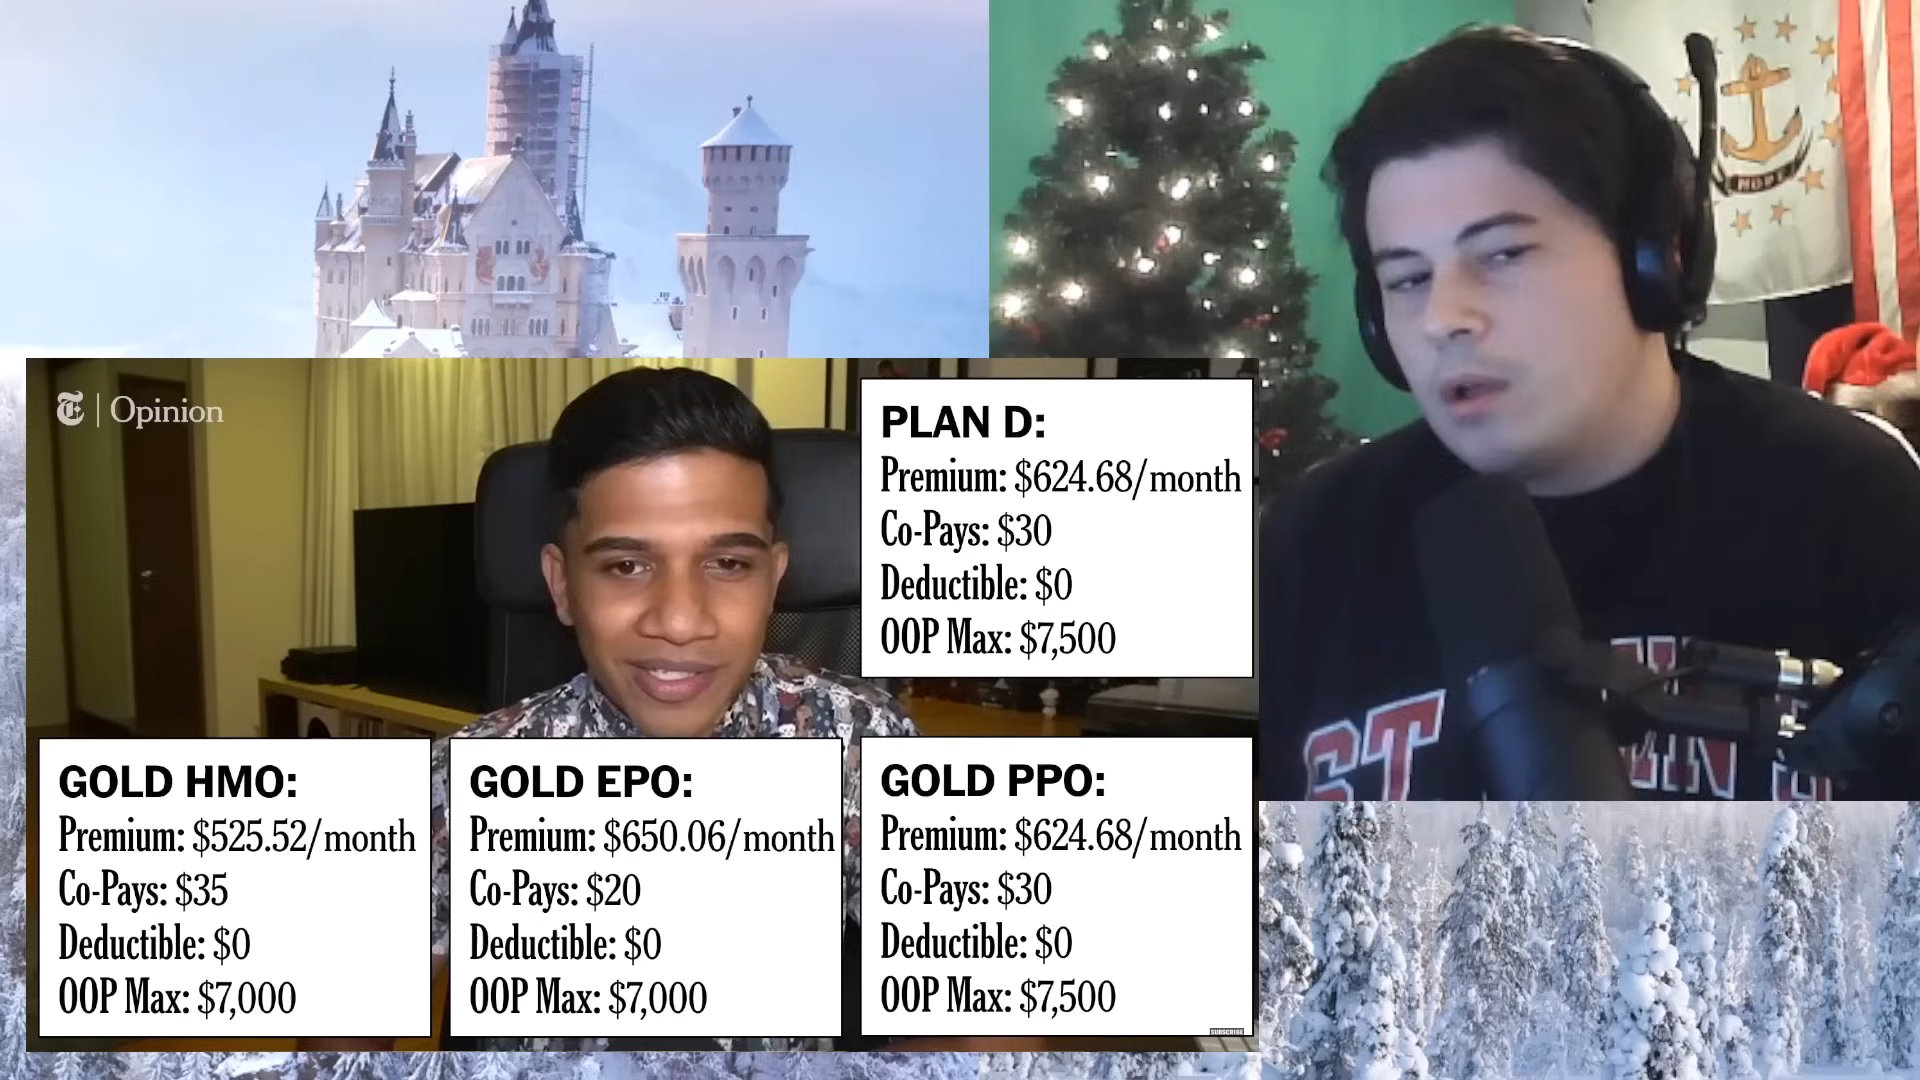 HOPE
T | Opinion
PLAN D:
Premium: $624.68/month
Co-Pays: $30
Deductible: $0
OOP Max: $7,500
GOLD HMO:
Premium: $525.52/month
Co-Pays: $35
Deductible: $0
OOP Max: $7,000
GOLD EPO:
Premium: $650.06/month
Co-Pays: $20
Deductible: $0
OOP Max: $7,000
GOLD PPO:
Premium: $624.68/month
Co-Pays: $30
Deductible: $0
OOP Max: $7,500
SUBSCRIBE